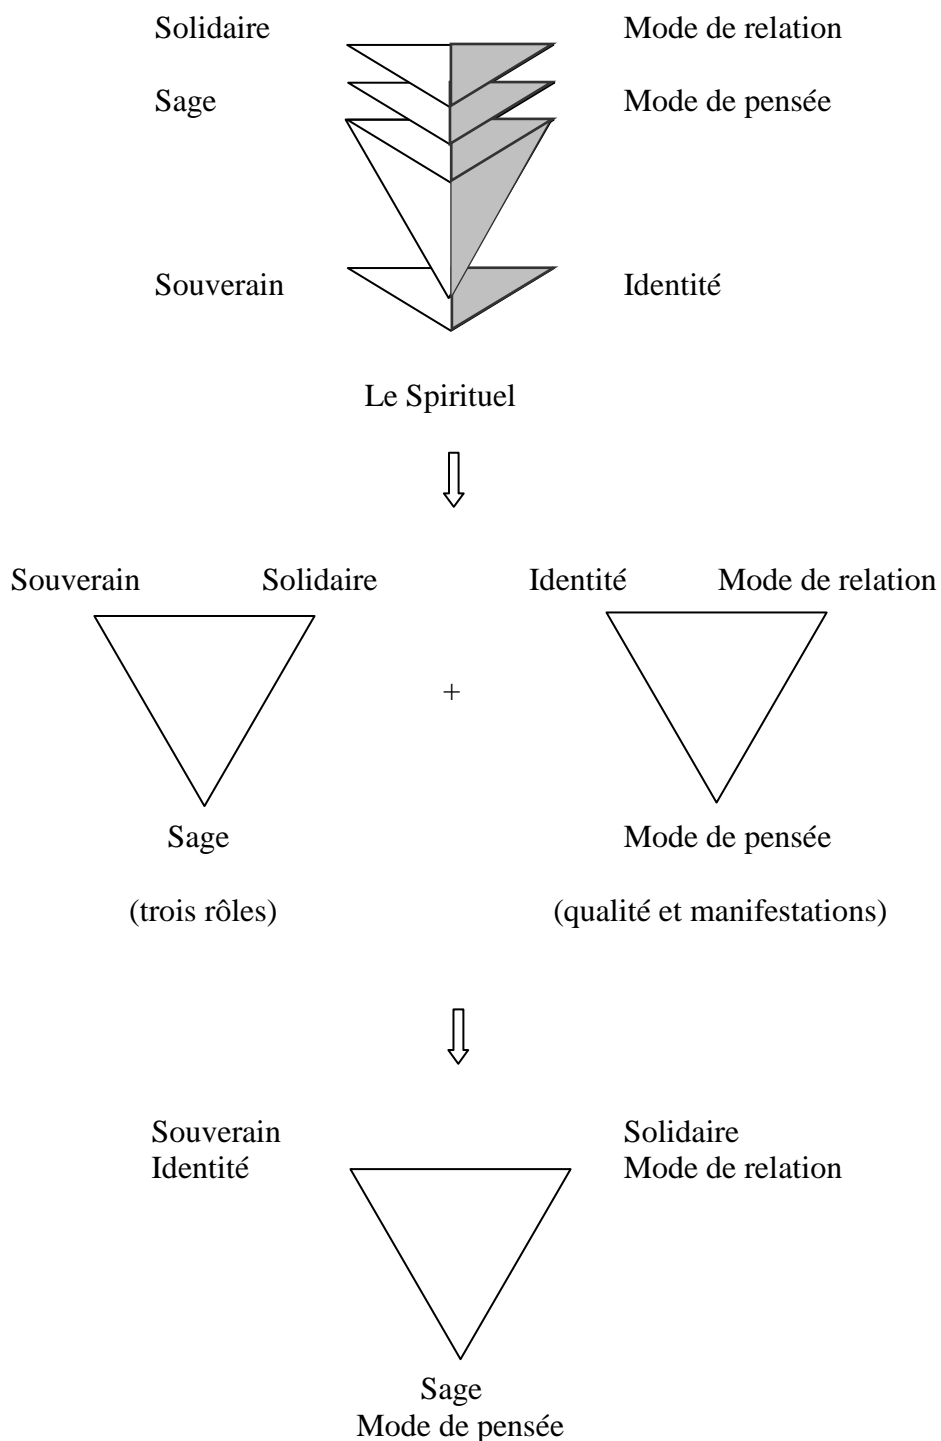 Solidaire Mode de relation
Sage Mode de pensée
Souverain Identité
Le Spirituel
Souverain Solidaire Identité Mode de relation
+
Sage Mode de pensée
(trois rôles) (qualité et manifestations)
Souverain Solidaire
Identité Mode de relation
Sage
Mode de pensée